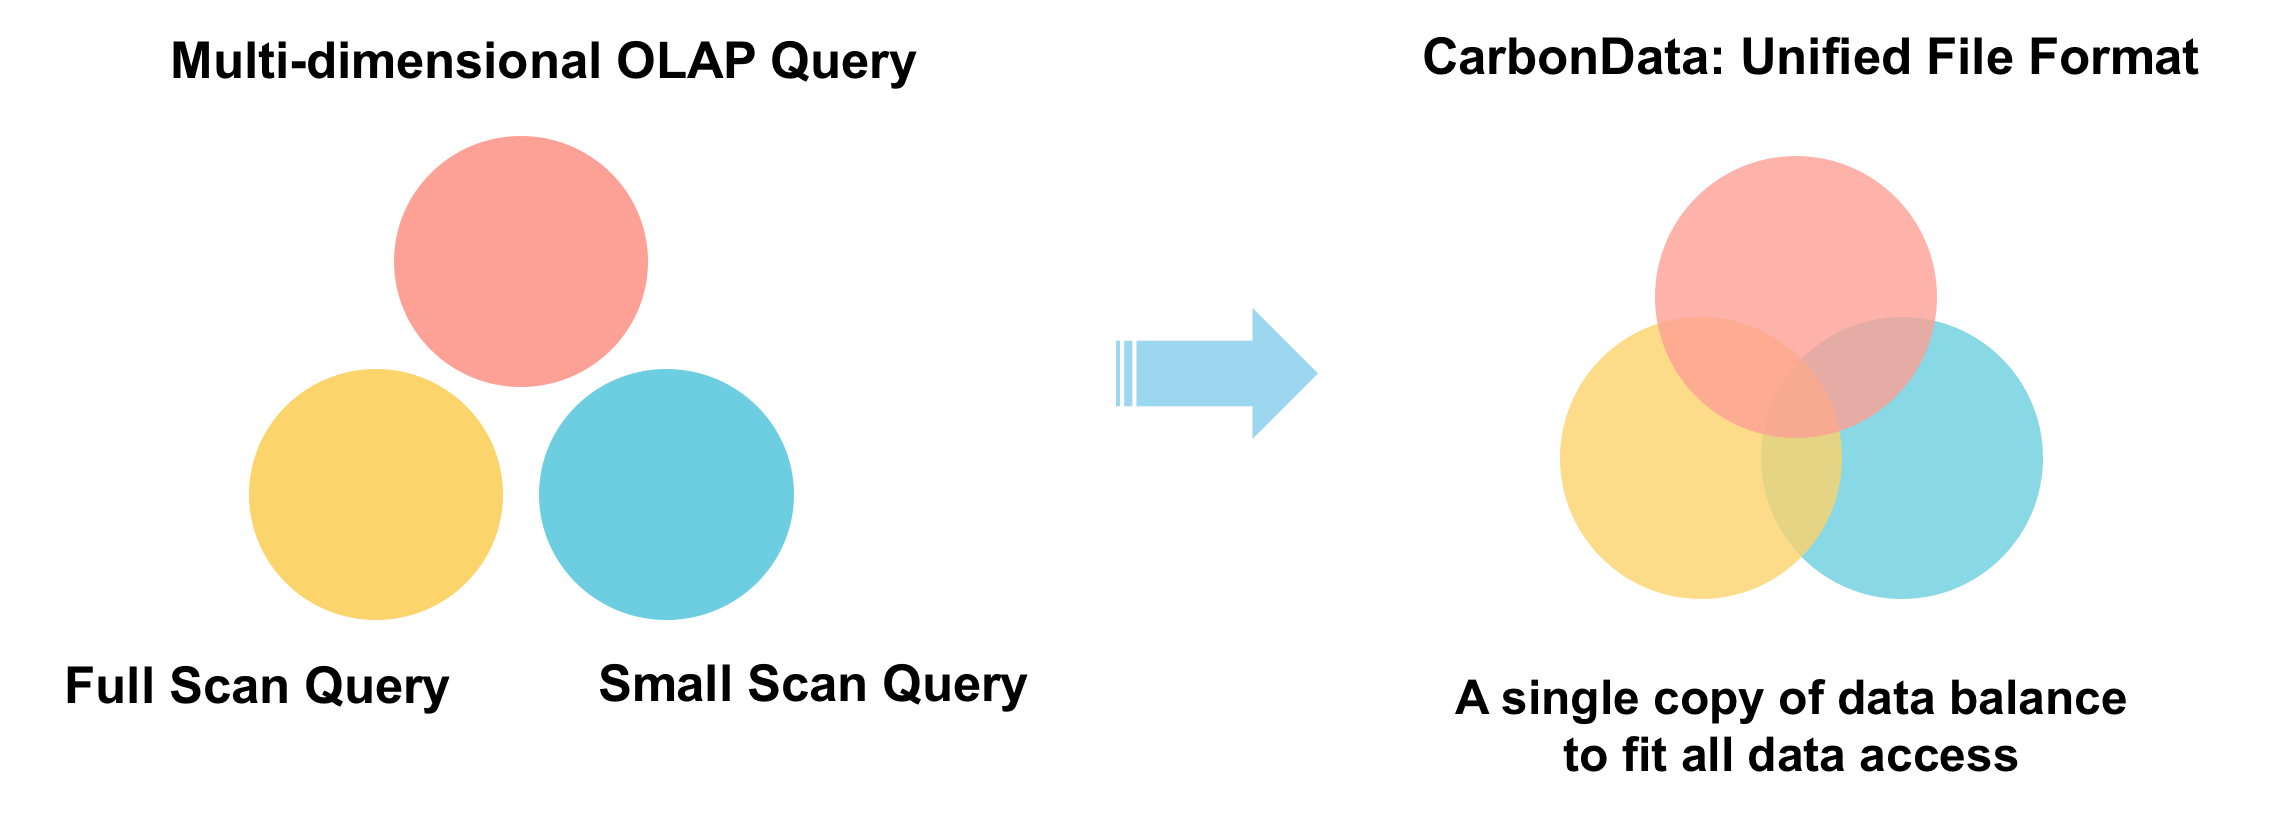 Multi-dimensional OLAP Query
CarbonData: Unified File Format
Full Scan Query
Small Scan Query
A single copy of data balance
to fit all data access